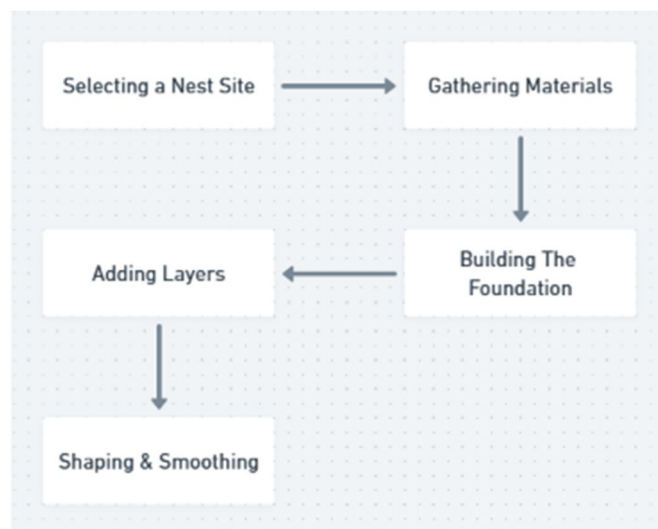 Selecting a Nest Site
Gathering Materials
Building The
Foundation
Adding Layers
Shaping & Smoothing